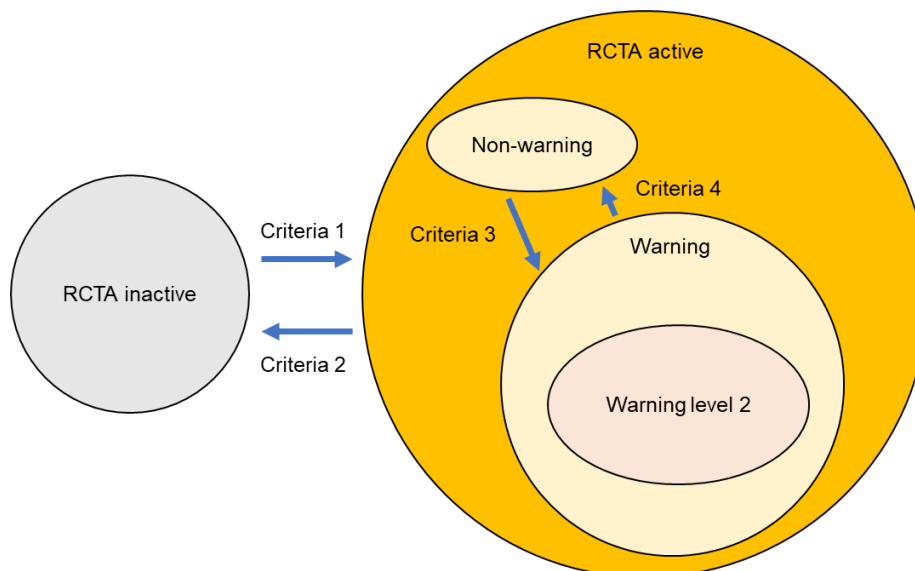 RCTA active
Non-warning
Criteria 4
Criteria 1
Criteria 3
Warning
RCTA inactive
Criteria 2
Warning level 2